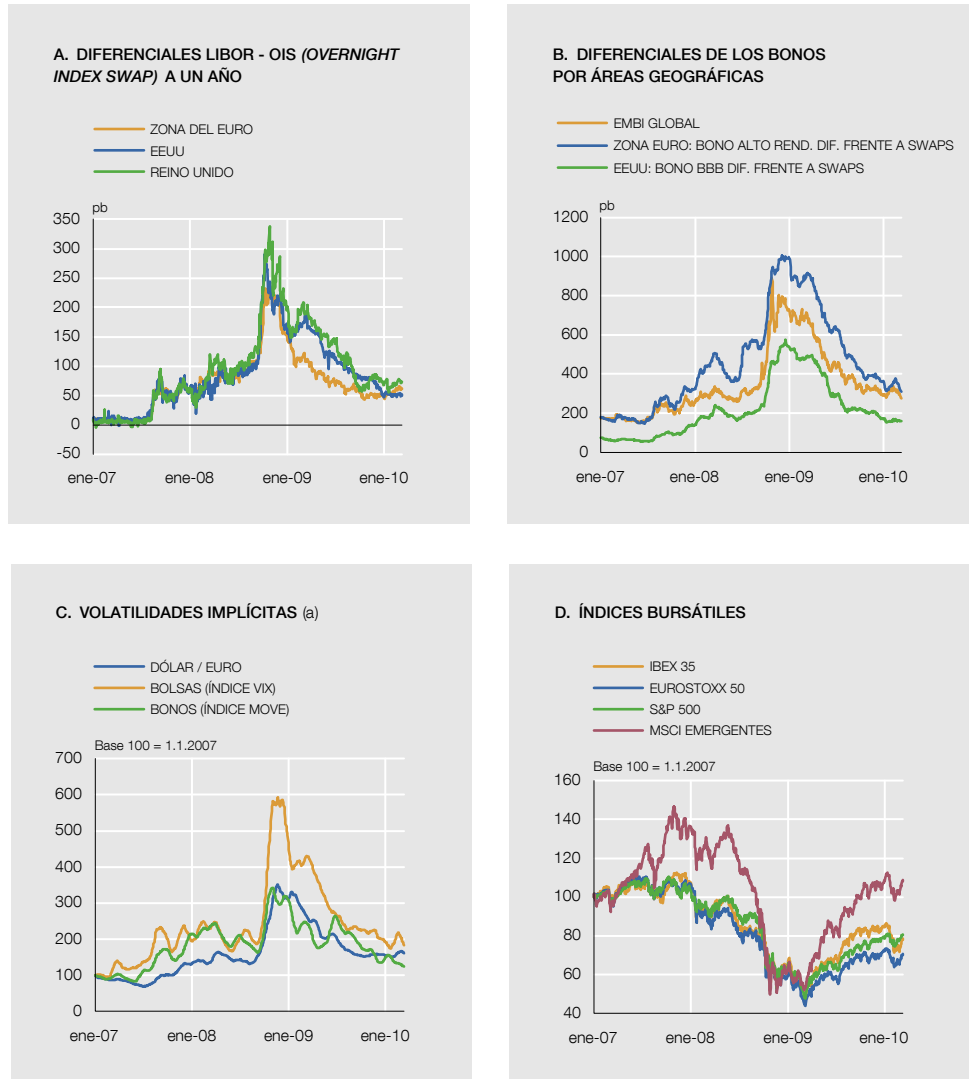 A. DIFERENCIALES LIBOR - OIS (OVERNIGHT
INDEX SWAP) A UN AÑO
ZONA DEL EURO
EEUU
REINO UNIDO
pb
350
300
250
200
150
100
50
0
-50
ene-07 ene-08 ene-09 ene-10
B. DIFERENCIALES DE LOS BONOS
POR ÁREAS GEOGRÁFICAS
EMBI GLOBAL
ZONA EURO: BONO ALTO REND. DIF. FRENTE A SWAPS
EEUU: BONO BBB DIF. FRENTE A SWAPS
pb
1200
1000
800
600
400
200
0
ene-07 ene-08 ene-09 ene-10
C. VOLATILIDADES IMPLÍCITAS (a)
DÓLAR / EURO
BOLSAS (ÍNDICE VIX)
BONOS (ÍNDICE MOVE)
Base 100 = 1.1.2007
700
600
500
400
300
200
100
0
ene-07 ene-08 ene-09 ene-10
D. ÍNDICES BURSÁTILES
IBEX 35
EUROSTOXX 50
S&P 500
MSCI EMERGENTES
Base 100 = 1.1.2007
160
140
120
100
80
60
40
ene-07 ene-08 ene-09 ene-10